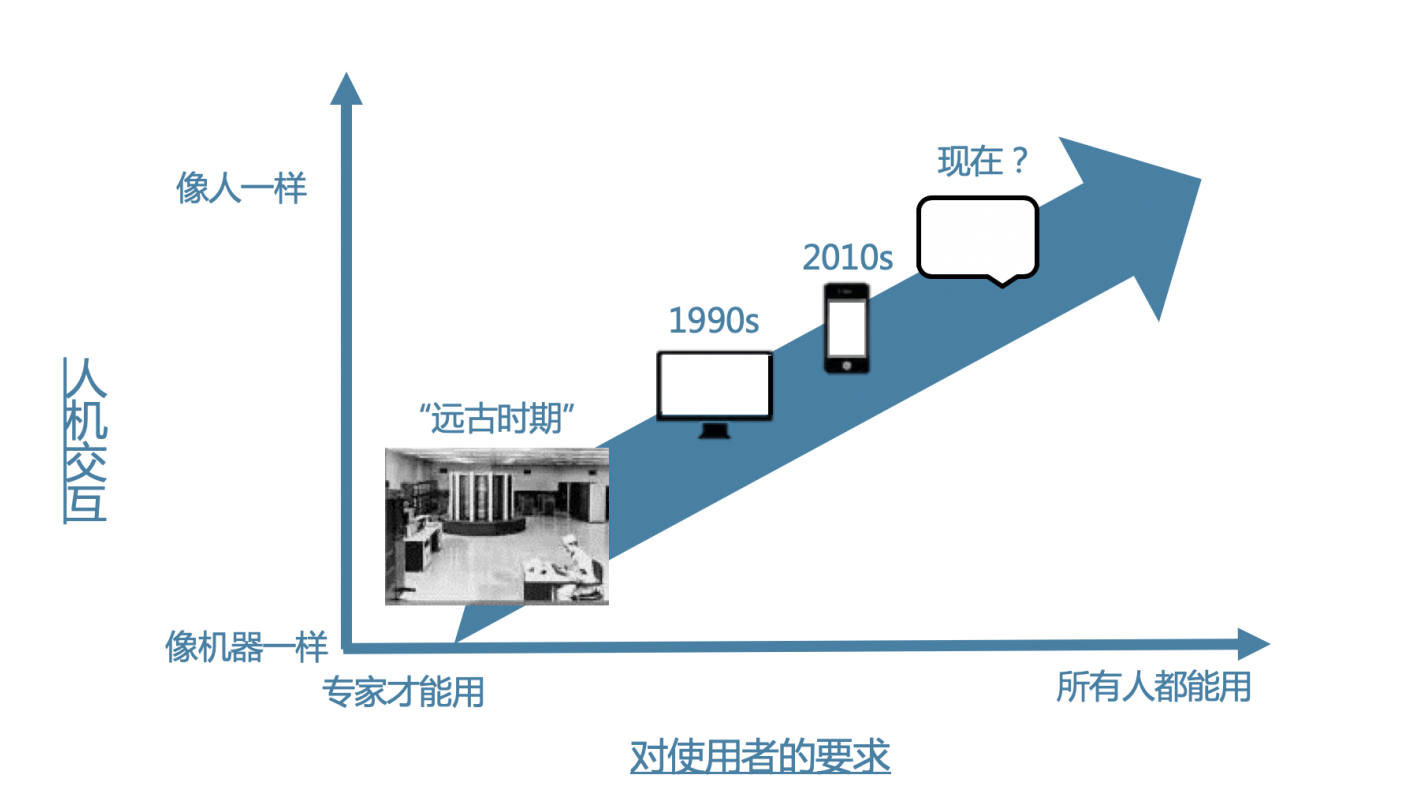 现在？
像人一样
2010s
1990s
人机交互
“远古时期”
像机器一样
专家才能用
所有人都能用
对使用者的要求